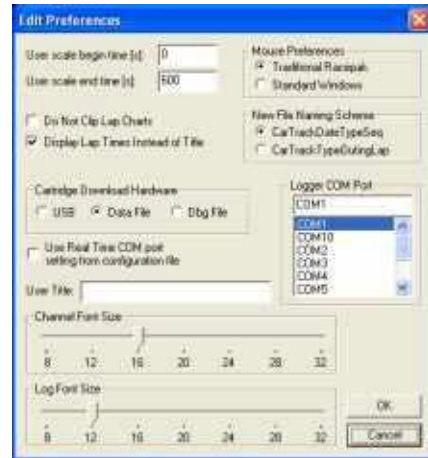 Edit Preferences
User scale begin time [s]: 0
User scale end time [s]: 600
Mouse Preferences
Traditional Racepak
Standard Windows
Do Not Clip Lap Charts
Display Lap Times Instead of Title
New File Naming Scheme
CarTrackDateTypeSeq
CarTrackTypeOutingLap
Cartridge Download Hardware
USB Data File Dbg File
Logger COM Port
COM1
COM1
COM10
COM2
COM3
COM4
COM5
Use Real Time COM port
setting from configuration file
User Title:
Channel Font Size
8 12 16 20 24 28 32
Log Font Size
8 12 16 20 24 28 32
OK
Cancel